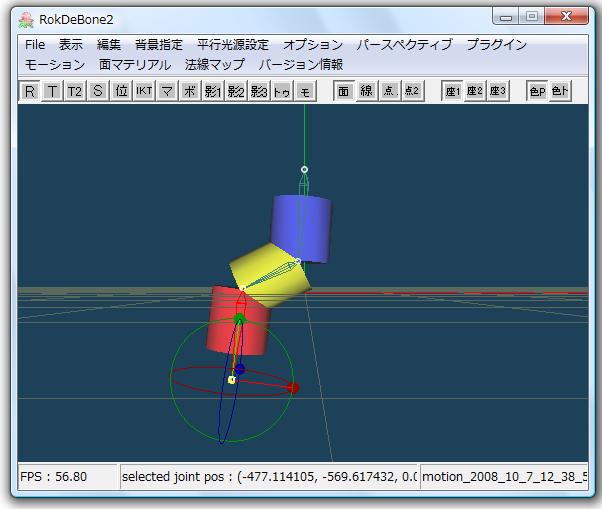 RokDeBone2
File 表示 編集 背景指定 平行光源設定 オプション パースペクティブ プラグイン
モーション 面マテリアル 法線マップ バージョン情報
R T T2 S 位 IKT マ ボ 影1 影2 影3 トゥ モ 面 線 点 点2 座1 座2 座3 色P 色ト
FPS : 56.80 selected joint pos : (-477.114105, -569.617432, 0.0 motion_2008_10_7_12_38_5